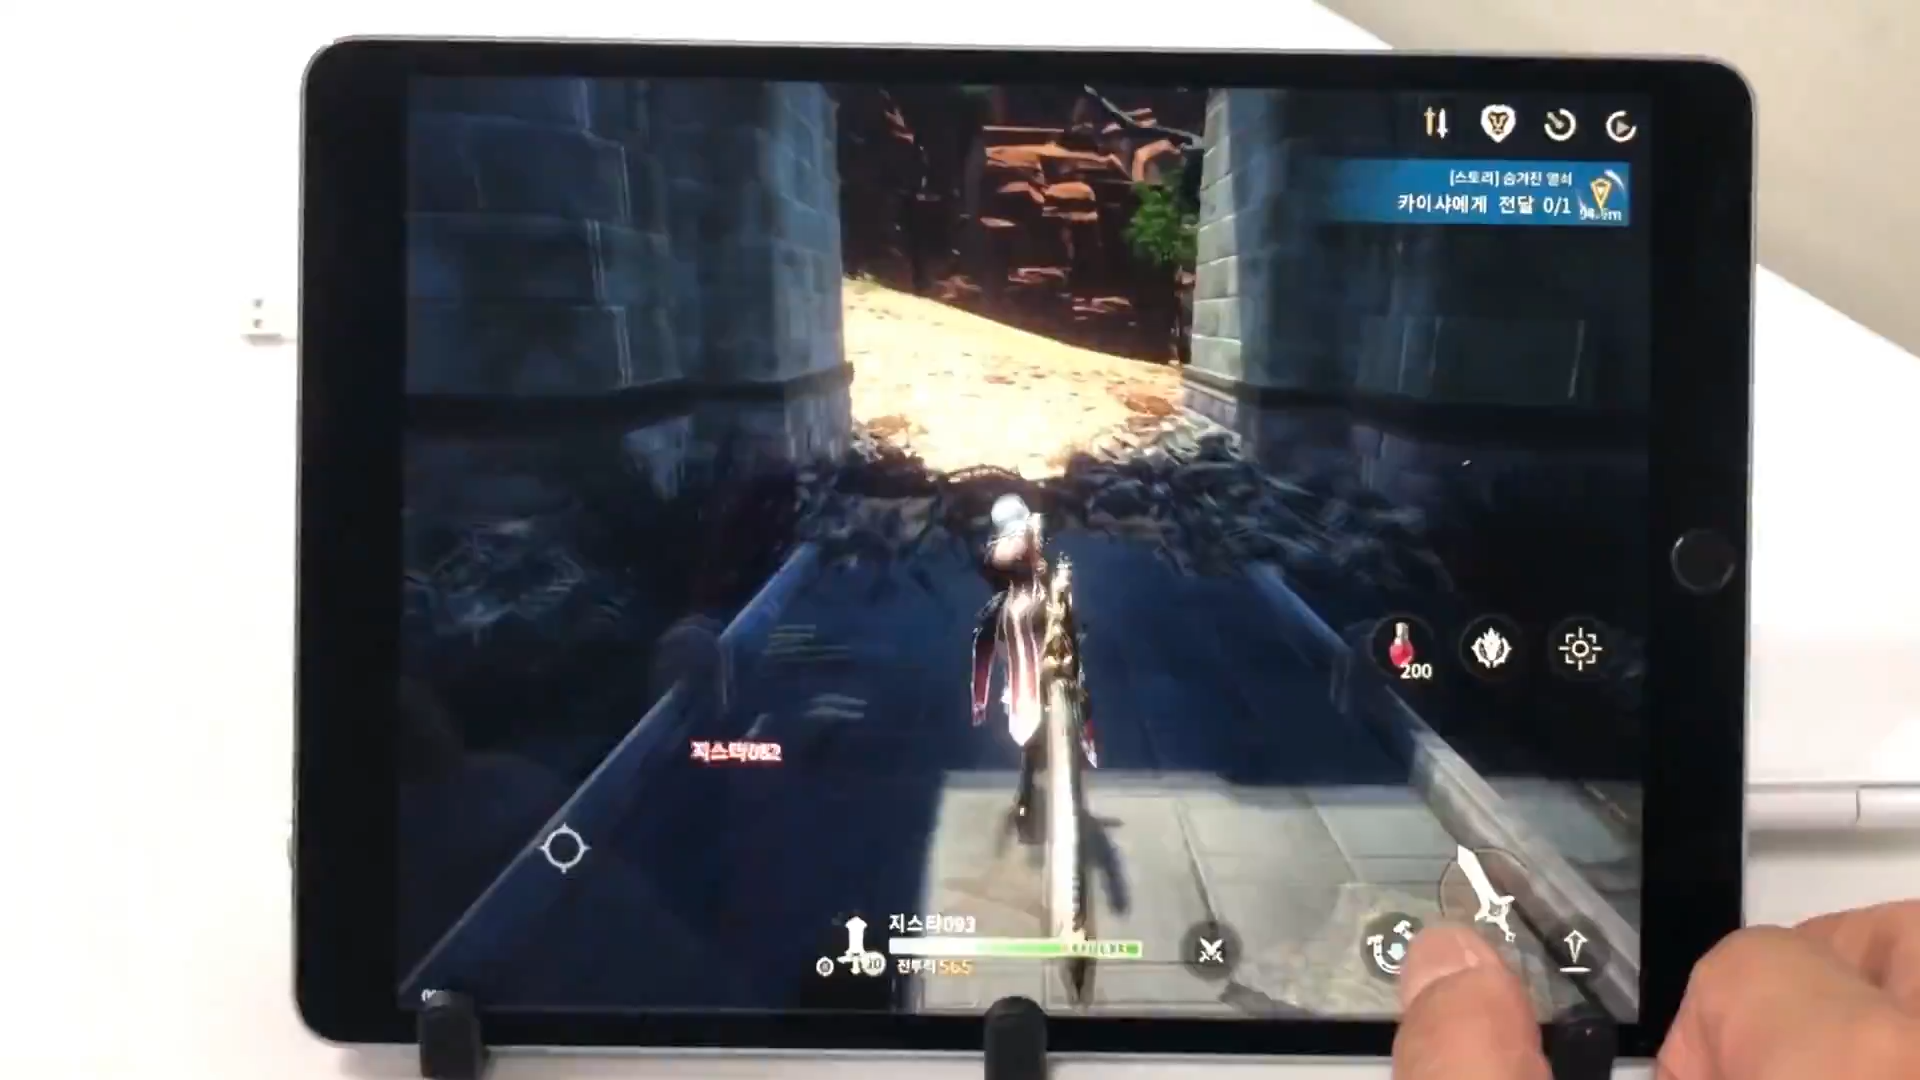 [스토리] 숨겨진 열쇠
카이샤에게 전달 0/1
200
지스타082
지스타093
전투력 565